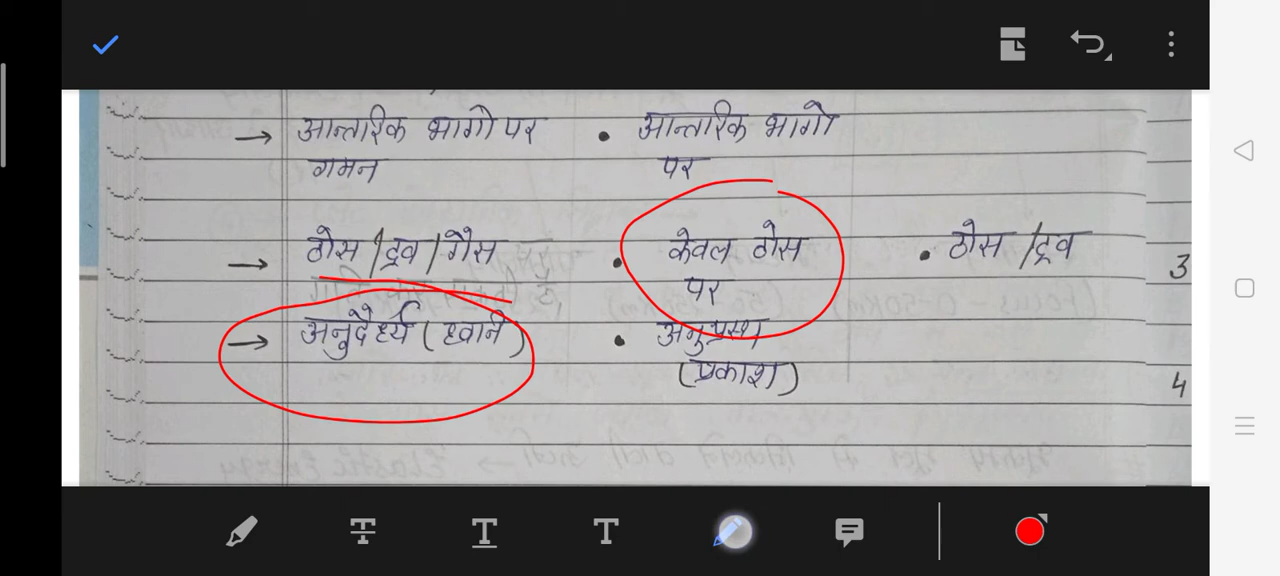 → आन्तरिक भागो पर • आन्तरिक भागो
गमन पर
→ ठोस/द्रव/गैस • केवल ठोस • ठोस/द्रव 3
पर
→ अनुदैर्ध्य (ध्वनि) • अनुप्रस्थ
(प्रकाश) 4
T T T